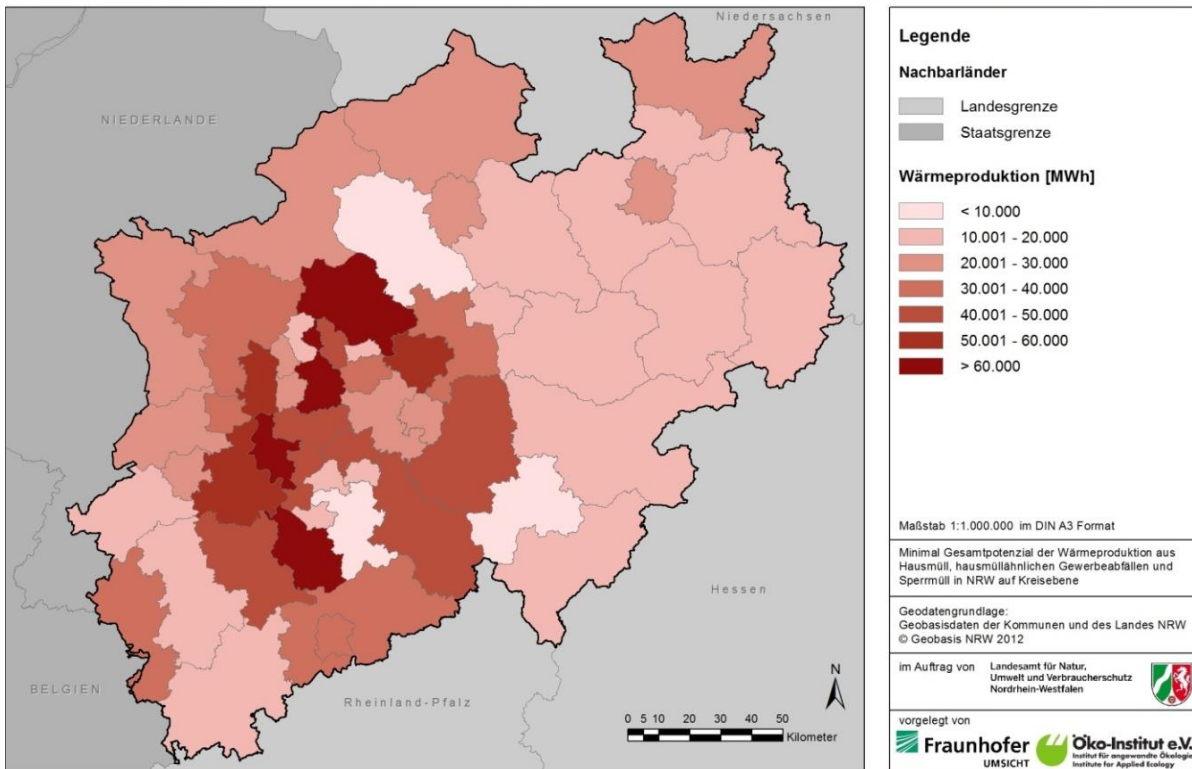 Niedersachsen
NIEDERLANDE
BELGIEN
Rheinland-Pfalz
Hessen
N
0 5 10 20 30 40 50
Kilometer
Legende
Nachbarländer
Landesgrenze
Staatsgrenze
Wärmeproduktion [MWh]
< 10.000
10.001 - 20.000
20.001 - 30.000
30.001 - 40.000
40.001 - 50.000
50.001 - 60.000
> 60.000
Maßstab 1:1.000.000 im DIN A3 Format
Minimal Gesamtpotenzial der Wärmeproduktion aus
Hausmüll, hausmüllähnlichen Gewerbeabfällen und
Sperrmüll in NRW auf Kreisebene
Geodatengrundlage:
Geobasisdaten der Kommunen und des Landes NRW
© Geobasis NRW 2012
im Auftrag von
Landesamt für Natur,
Umwelt und Verbraucherschutz
Nordrhein-Westfalen
vorgelegt von
Fraunhofer
UMSICHT
Öko-Institut e.V.
Institut für angewandte Ökologie
Institute for Applied Ecology